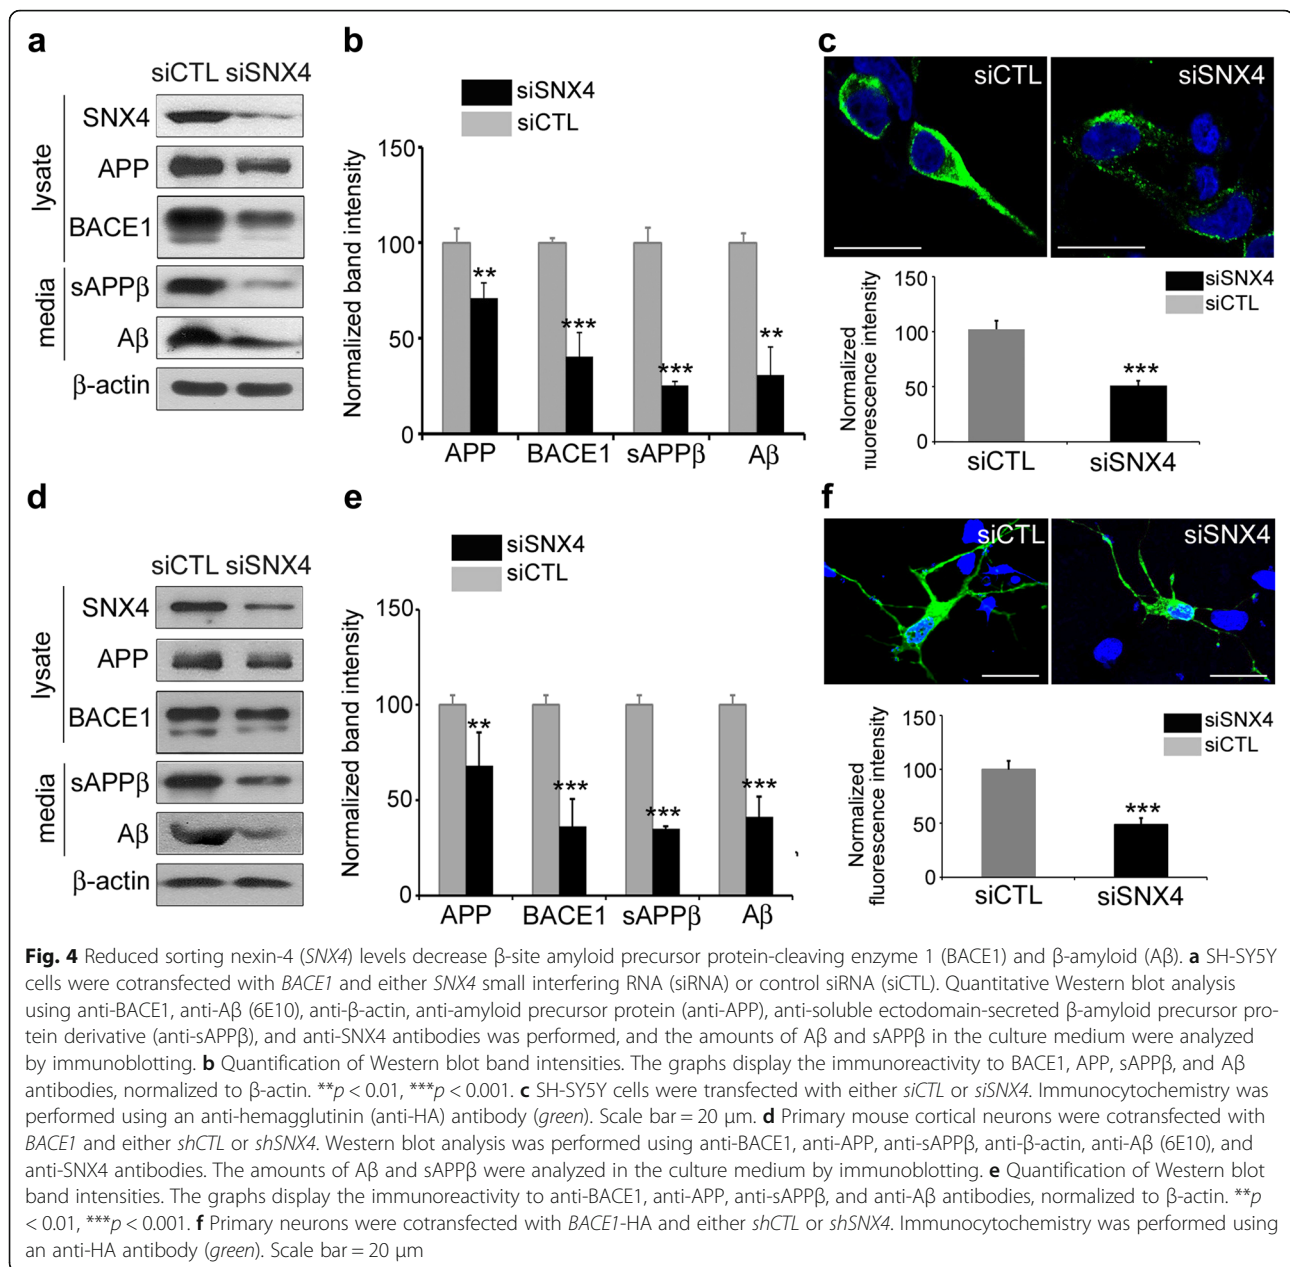 a
siCTL siSNX4
lysate
SNX4
APP
BACE1
media
sAPPβ
Aβ
β-actin
b
siSNX4
siCTL
Normalized band intensity
150
100
50
0
**
***
***
**
APP BACE1 sAPPβ Aβ
c
siCTL
siSNX4
siSNX4
siCTL
Normalized
fluorescence intensity
150
100
50
0
***
siCTL siSNX4
d
siCTL siSNX4
lysate
SNX4
APP
BACE1
media
sAPPβ
Aβ
β-actin
e
siSNX4
siCTL
Normalized band intensity
150
100
50
0
**
***
***
***
APP BACE1 sAPPβ Aβ
f
siCTL
siSNX4
siSNX4
siCTL
Normalized
fluorescence intensity
150
100
50
0
***
siCTL siSNX4
Fig. 4 Reduced sorting nexin-4 (SNX4) levels decrease β-site amyloid precursor protein-cleaving enzyme 1 (BACE1) and β-amyloid (Aβ). a SH-SY5Y
cells were cotransfected with BACE1 and either SNX4 small interfering RNA (siRNA) or control siRNA (siCTL). Quantitative Western blot analysis
using anti-BACE1, anti-Aβ (6E10), anti-β-actin, anti-amyloid precursor protein (anti-APP), anti-soluble ectodomain-secreted β-amyloid precursor pro-
tein derivative (anti-sAPPβ), and anti-SNX4 antibodies was performed, and the amounts of Aβ and sAPPβ in the culture medium were analyzed
by immunoblotting. b Quantification of Western blot band intensities. The graphs display the immunoreactivity to BACE1, APP, sAPPβ, and Aβ
antibodies, normalized to β-actin. **p < 0.01, ***p < 0.001. c SH-SY5Y cells were transfected with either siCTL or siSNX4. Immunocytochemistry was
performed using an anti-hemagglutinin (anti-HA) antibody (green). Scale bar = 20 μm. d Primary mouse cortical neurons were cotransfected with
BACE1 and either shCTL or shSNX4. Western blot analysis was performed using anti-BACE1, anti-APP, anti-sAPPβ, anti-β-actin, anti-Aβ (6E10), and
anti-SNX4 antibodies. The amounts of Aβ and sAPPβ were analyzed in the culture medium by immunoblotting. e Quantification of Western blot
band intensities. The graphs display the immunoreactivity to anti-BACE1, anti-APP, anti-sAPPβ, and anti-Aβ antibodies, normalized to β-actin. **p
< 0.01, ***p < 0.001. f Primary neurons were cotransfected with BACE1-HA and either shCTL or shSNX4. Immunocytochemistry was performed using
an anti-HA antibody (green). Scale bar = 20 μm